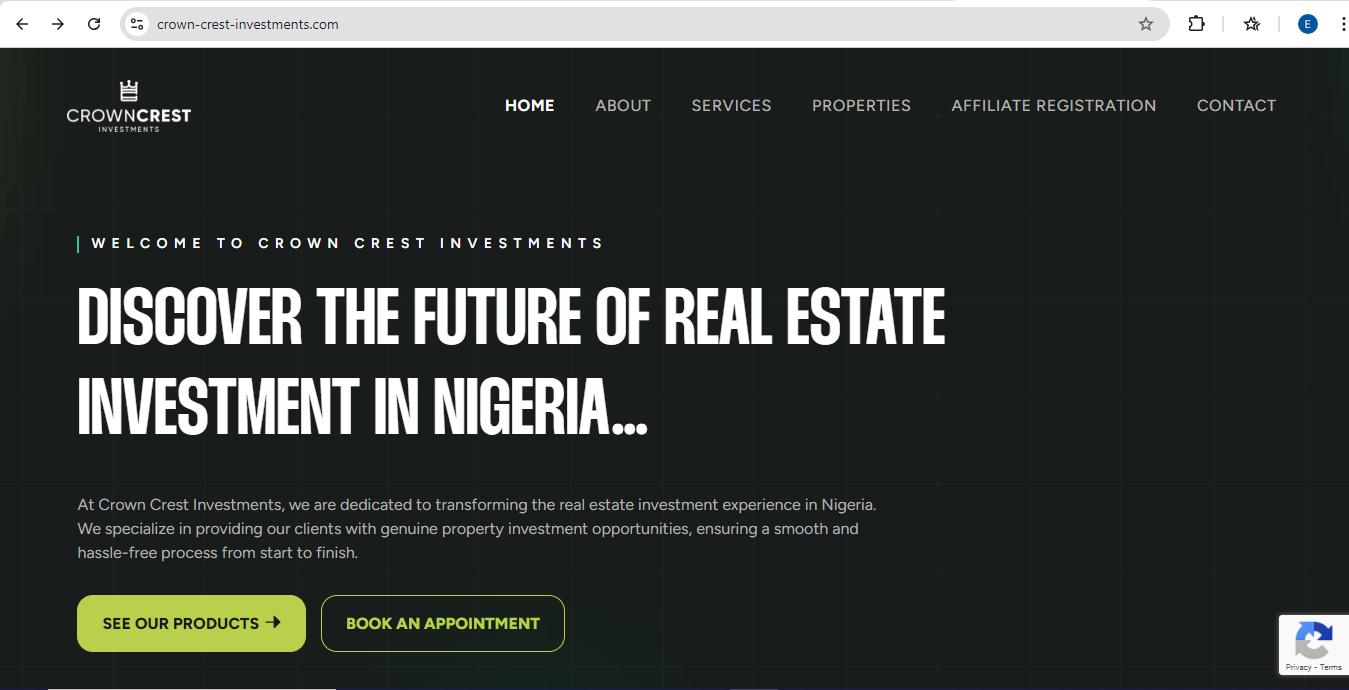 crown-crest-investments.com
E
CROWNCREST
INVESTMENTS
HOME ABOUT SERVICES PROPERTIES AFFILIATE REGISTRATION CONTACT
WELCOME TO CROWN CREST INVESTMENTS
DISCOVER THE FUTURE OF REAL ESTATE
INVESTMENT IN NIGERIA...
At Crown Crest Investments, we are dedicated to transforming the real estate investment experience in Nigeria.
We specialize in providing our clients with genuine property investment opportunities, ensuring a smooth and
hassle-free process from start to finish.
SEE OUR PRODUCTS → BOOK AN APPOINTMENT
Privacy - Terms